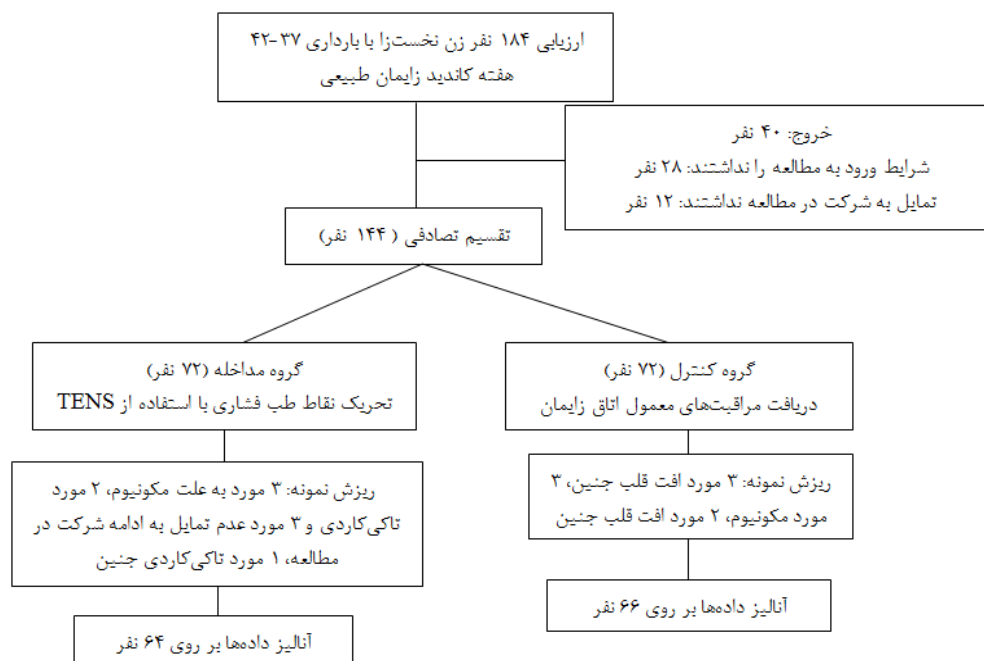 ارزیابی ۱۸۴ نفر زن نخست‌زا با بارداری ۳۷-۴۲
هفته کاندید زایمان طبیعی
خروج: ۴۰ نفر
شرایط ورود به مطالعه را نداشتند: ۲۸ نفر
تمایل به شرکت در مطالعه نداشتند: ۱۲ نفر
تقسیم تصادفی ( ۱۴۴ نفر)
گروه کنترل (۷۲ نفر)
دریافت مراقبت‌های معمول اتاق زایمان
گروه مداخله (۷۲ نفر)
تحریک نقاط طب فشاری با استفاده از TENS
ریزش نمونه: ۳ مورد افت قلب جنین، ۳
مورد مکونیوم، ۲ مورد افت قلب جنین
ریزش نمونه: ۳ مورد به علت مکونیوم، ۲ مورد
تاکی‌کاردی و ۳ مورد عدم تمایل به ادامه شرکت در
مطالعه، ۱ مورد تاکی‌کاردی جنین
آنالیز داده‌ها بر روی ۶۶ نفر
آنالیز داده‌ها بر روی ۶۴ نفر